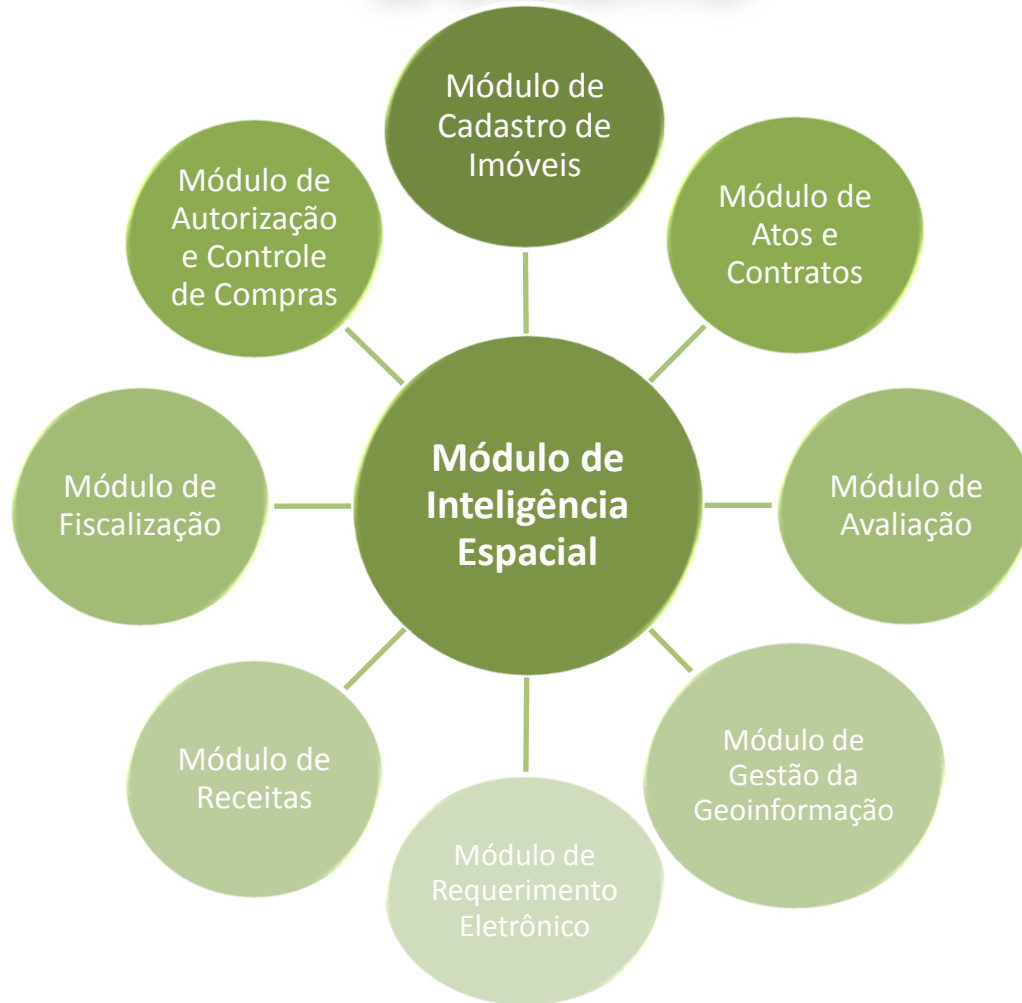 Módulo de
Cadastro de
Imóveis
Módulo de
Atos e
Contratos
Módulo de
Avaliação
Módulo de
Gestão da
Geoinformação
Módulo de
Requerimento
Eletrônico
Módulo de
Receitas
Módulo de
Fiscalização
Módulo de
Autorização
e Controle
de Compras
Módulo de
Inteligência
Espacial